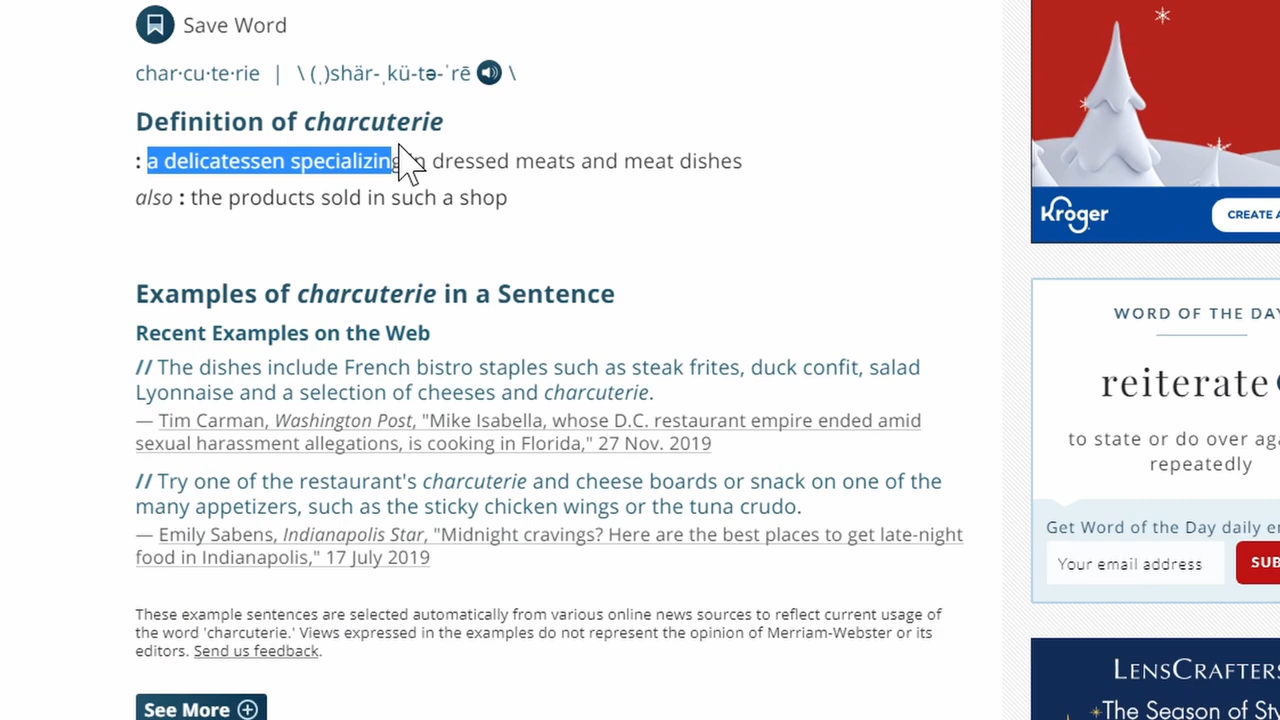 Save Word
char·cu·te·rie | \ (ˌ)shär-ˌkü-tə-ˈrē \
Definition of charcuterie
: a delicatessen specializing in dressed meats and meat dishes
also : the products sold in such a shop
Examples of charcuterie in a Sentence
Recent Examples on the Web
// The dishes include French bistro staples such as steak frites, duck confit, salad
Lyonnaise and a selection of cheeses and charcuterie.
— Tim Carman, Washington Post, "Mike Isabella, whose D.C. restaurant empire ended amid
sexual harassment allegations, is cooking in Florida," 27 Nov. 2019
// Try one of the restaurant's charcuterie and cheese boards or snack on one of the
many appetizers, such as the sticky chicken wings or the tuna crudo.
— Emily Sabens, Indianapolis Star, "Midnight cravings? Here are the best places to get late-night
food in Indianapolis," 17 July 2019
These example sentences are selected automatically from various online news sources to reflect current usage of
the word 'charcuterie.' Views expressed in the examples do not represent the opinion of Merriam-Webster or its
editors. Send us feedback.
See More
Kroger
CREATE
WORD OF THE DAY
reiterate
to state or do over
repeatedly
Get Word of the Day daily
Your email address
LENSCRAFTERS
The Season of